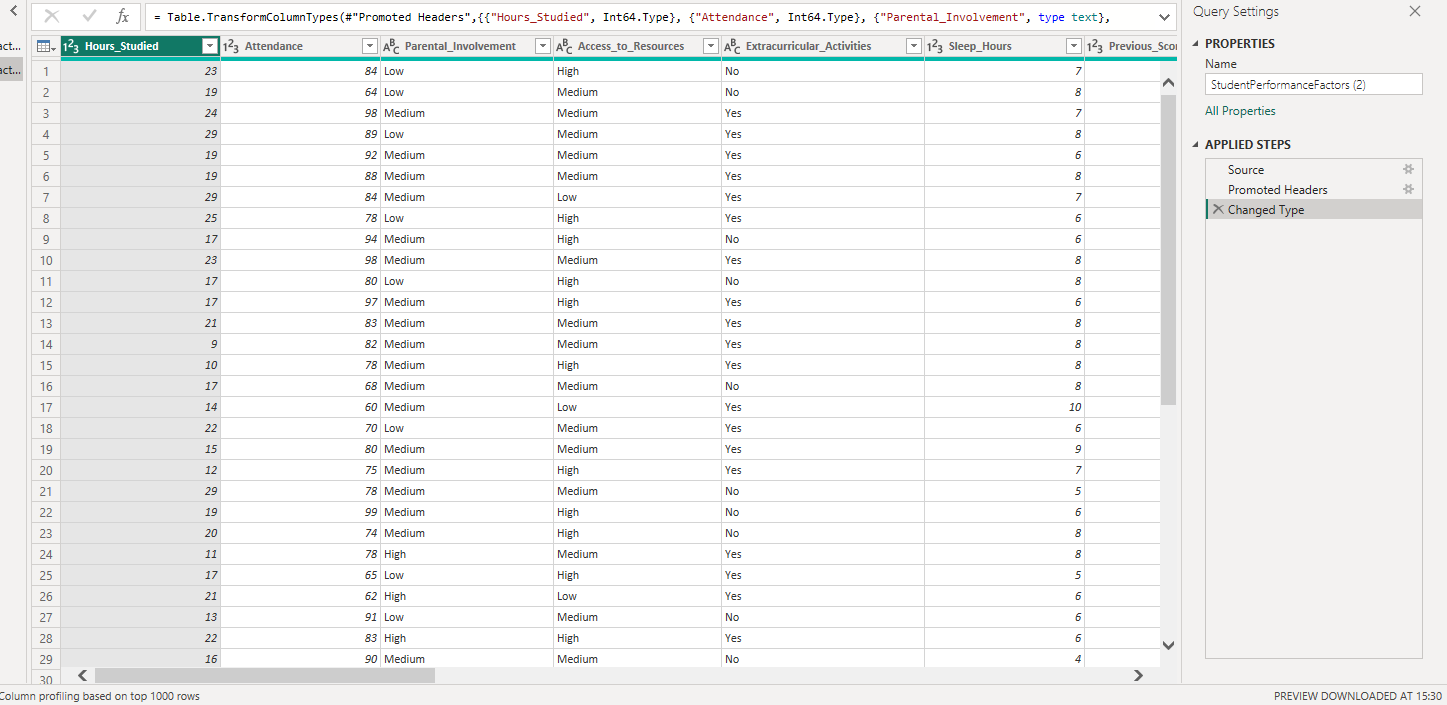 = Table.TransformColumnTypes(#"Promoted Headers",{{"Hours_Studied", Int64.Type}, {"Attendance", Int64.Type}, {"Parental_Involvement", type text},
Query Settings
act...
act...
123 Hours_Studied 123 Attendance ABC Parental_Involvement ABC Access_to_Resources ABC Extracurricular_Activities 123 Sleep_Hours 123 Previous_Scor
1 23 84 Low High No 7
2 19 64 Low Medium No 8
3 24 98 Medium Medium Yes 7
4 29 89 Low Medium Yes 8
5 19 92 Medium Medium Yes 6
6 19 88 Medium Medium Yes 8
7 29 84 Medium Low Yes 7
8 25 78 Low High Yes 6
9 17 94 Medium High No 6
10 23 98 Medium Medium Yes 8
11 17 80 Low High No 8
12 17 97 Medium High Yes 6
13 21 83 Medium Medium Yes 8
14 9 82 Medium Medium Yes 8
15 10 78 Medium High Yes 8
16 17 68 Medium Medium No 8
17 14 60 Medium Low Yes 10
18 22 70 Low Medium Yes 6
19 15 80 Medium Medium Yes 9
20 12 75 Medium High Yes 7
21 29 78 Medium Medium No 5
22 19 99 Medium High No 6
23 20 74 Medium High No 8
24 11 78 High Medium Yes 8
25 17 65 Low High Yes 5
26 21 62 High Low Yes 6
27 13 91 Low Medium No 6
28 22 83 High High Yes 6
29 16 90 Medium Medium No 4
30
PROPERTIES
Name
StudentPerformanceFactors (2)
All Properties
APPLIED STEPS
Source
Promoted Headers
Changed Type
Column profiling based on top 1000 rows
PREVIEW DOWNLOADED AT 15:30